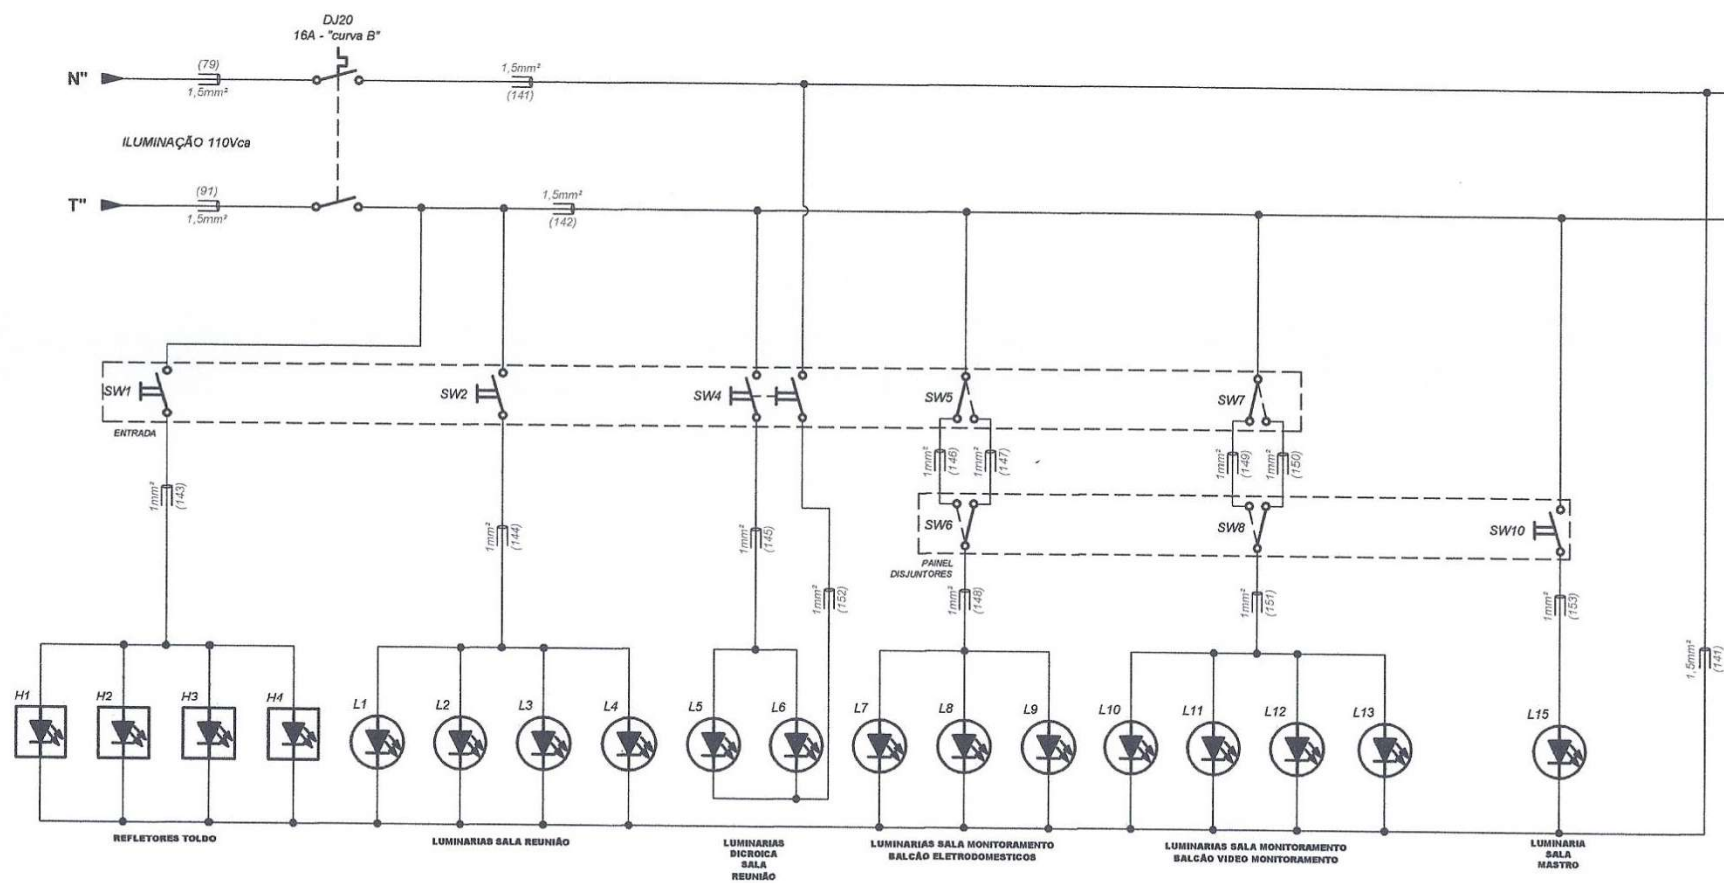 DJ20
16A - "curva B"
N"
(79)
1,5mm²
1,5mm²
(141)
ILUMINAÇÃO 110Vca
T"
(91)
1,5mm²
1,5mm²
(142)
SW1
SW2
SW4
SW5
SW7
ENTRADA
1mm²
(146)
1mm²
(147)
1mm²
(149)
1mm²
(150)
1mm²
(143)
1mm²
(144)
1mm²
(145)
SW6
SW8
SW10
PAINEL
DISJUNTORES
1mm²
(152)
1mm²
(148)
1mm²
(151)
1mm²
(153)
1,5mm²
(141)
H1
H2
H3
H4
L1
L2
L3
L4
L5
L6
L7
L8
L9
L10
L11
L12
L13
L15
REFLETORES TOLDO
LUMINARIAS SALA REUNIÃO
LUMINARIAS
DICROICA
SALA
REUNIÃO
LUMINARIAS SALA MONITORAMENTO
BALCÃO ELETRODOMESTICOS
LUMINARIAS SALA MONITORAMENTO
BALCÃO VIDEO MONITORAMENTO
LUMINARIA
SALA
MASTRO